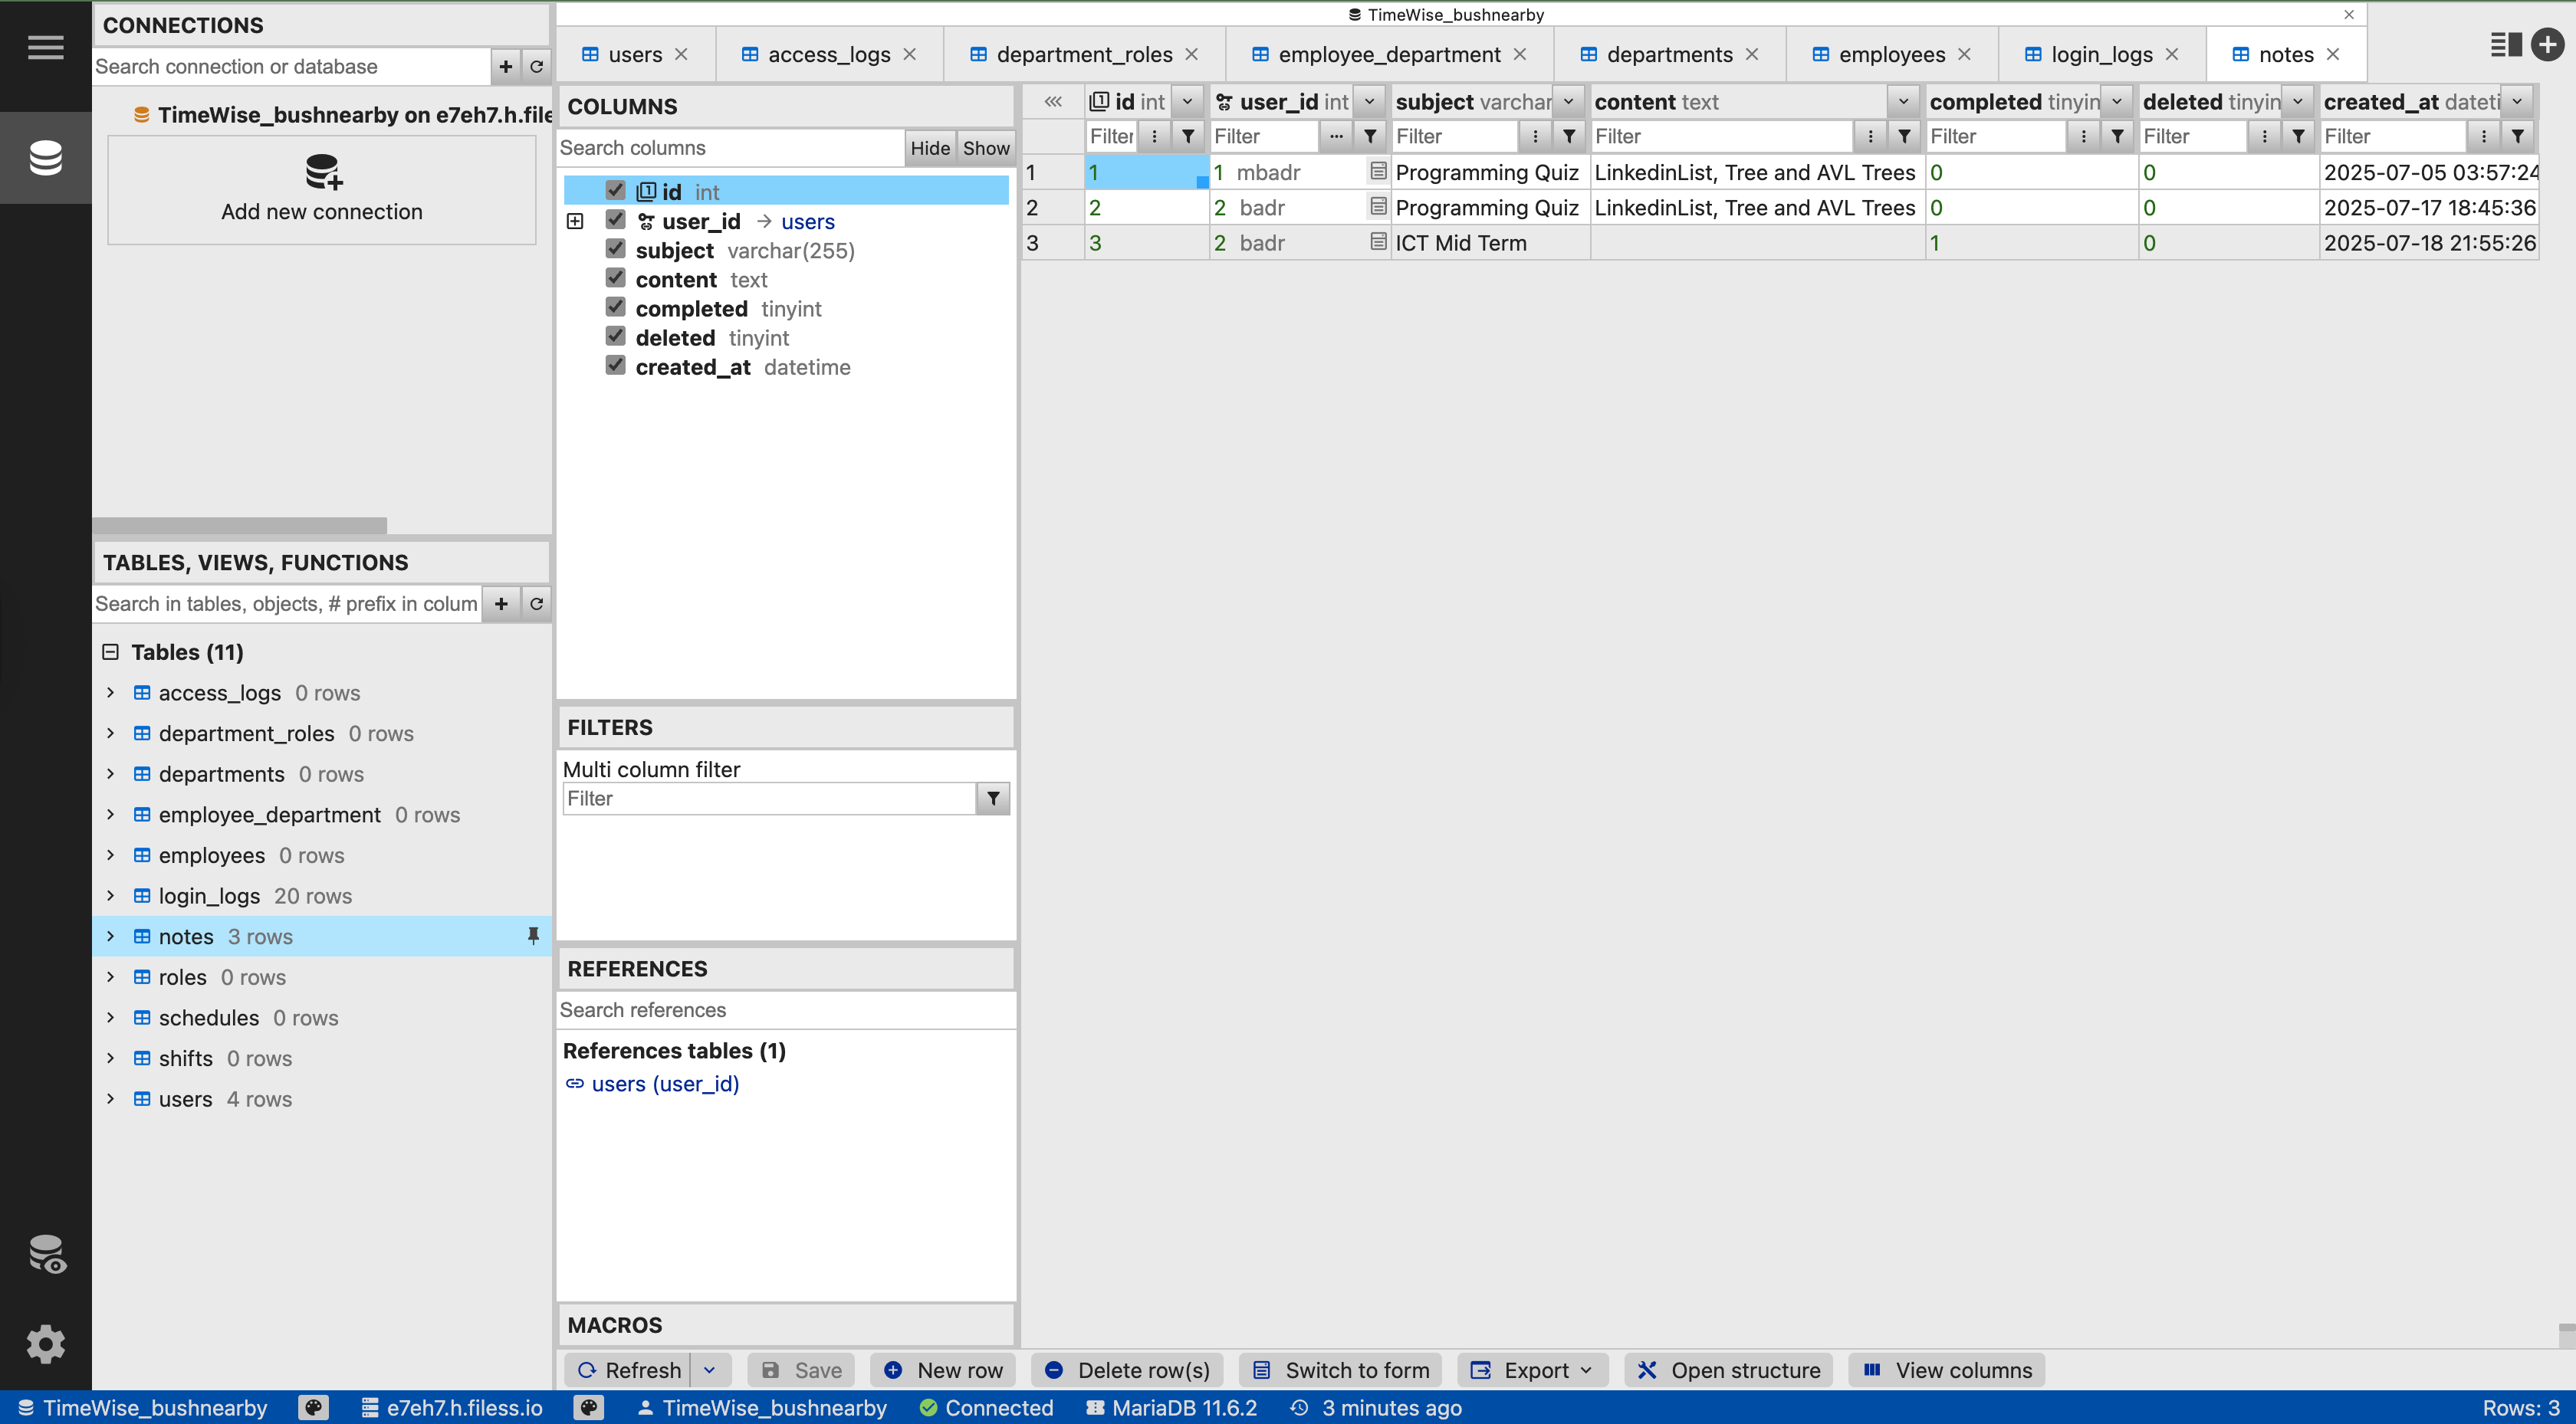 TimeWise_bushnearby
CONNECTIONS
Search connection or database
TimeWise_bushnearby on e7eh7.h.file
Add new connection
TABLES, VIEWS, FUNCTIONS
Search in tables, objects, # prefix in colum
Tables (11)
access_logs 0 rows
department_roles 0 rows
departments 0 rows
employee_department 0 rows
employees 0 rows
login_logs 20 rows
notes 3 rows
roles 0 rows
schedules 0 rows
shifts 0 rows
users 4 rows
users access_logs department_roles employee_department departments employees login_logs notes
COLUMNS
Search columns Hide Show
id int
user_id → users
subject varchar(255)
content text
completed tinyint
deleted tinyint
created_at datetime
FILTERS
Multi column filter
Filter
REFERENCES
Search references
References tables (1)
users (user_id)
MACROS
id int user_id int subject varchar content text completed tinyin deleted tinyin created_at dateti
Filter Filter Filter Filter Filter Filter Filter
1 1 1 mbadr Programming Quiz LinkedinList, Tree and AVL Trees 0 0 2025-07-05 03:57:24
2 2 2 badr Programming Quiz LinkedinList, Tree and AVL Trees 0 0 2025-07-17 18:45:36
3 3 2 badr ICT Mid Term 1 0 2025-07-18 21:55:26
Refresh Save New row Delete row(s) Switch to form Export Open structure View columns
TimeWise_bushnearby e7eh7.h.filess.io TimeWise_bushnearby Connected MariaDB 11.6.2 3 minutes ago Rows: 3